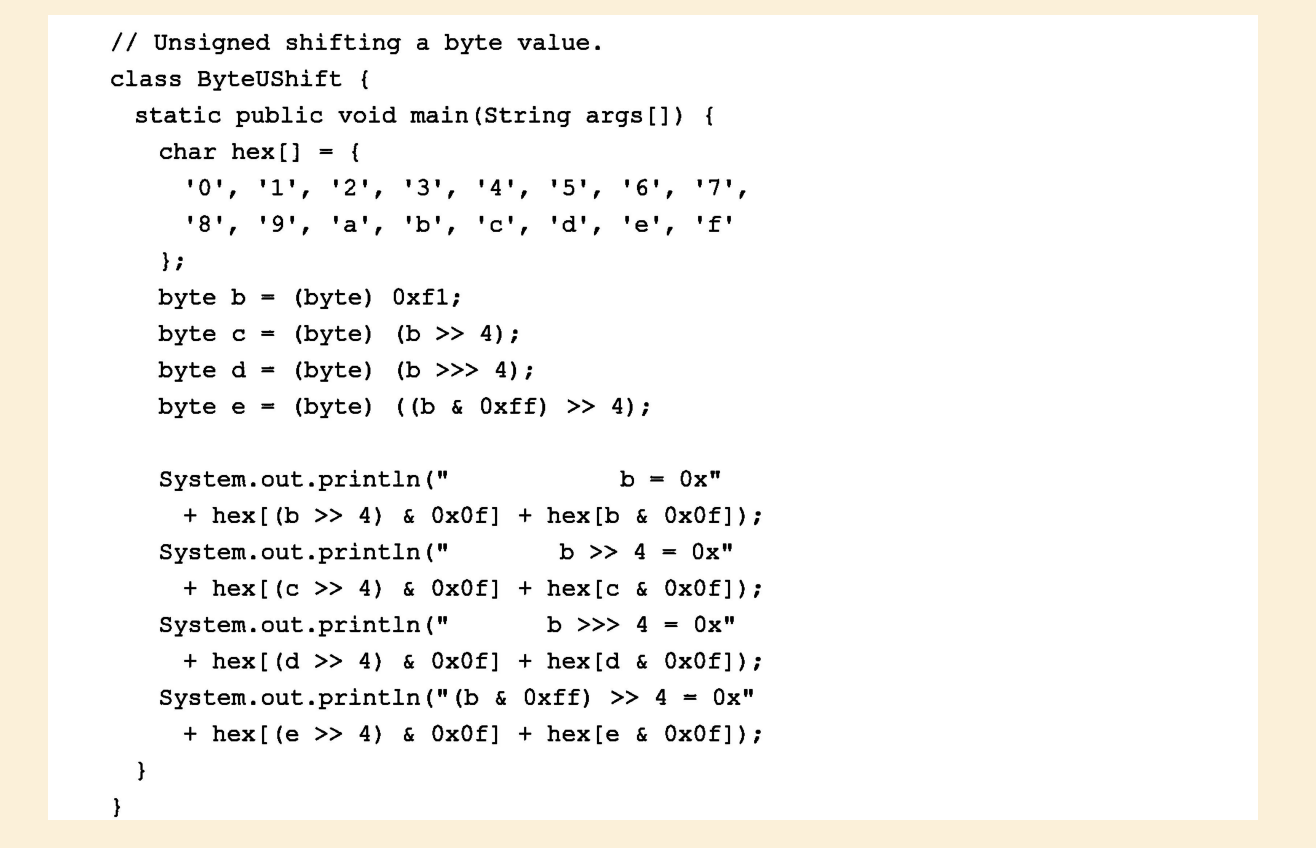 // Unsigned shifting a byte value.
class ByteUShift {
  static public void main(String args[]) {
    char hex[] = {
      '0', '1', '2', '3', '4', '5', '6', '7',
      '8', '9', 'a', 'b', 'c', 'd', 'e', 'f'
    };
    byte b = (byte) 0xf1;
    byte c = (byte) (b >> 4);
    byte d = (byte) (b >>> 4);
    byte e = (byte) ((b & 0xff) >> 4);

    System.out.println("              b = 0x"
      + hex[(b >> 4) & 0x0f] + hex[b & 0x0f]);
    System.out.println("         b >> 4 = 0x"
      + hex[(c >> 4) & 0x0f] + hex[c & 0x0f]);
    System.out.println("        b >>> 4 = 0x"
      + hex[(d >> 4) & 0x0f] + hex[d & 0x0f]);
    System.out.println("(b & 0xff) >> 4 = 0x"
      + hex[(e >> 4) & 0x0f] + hex[e & 0x0f]);
  }
}